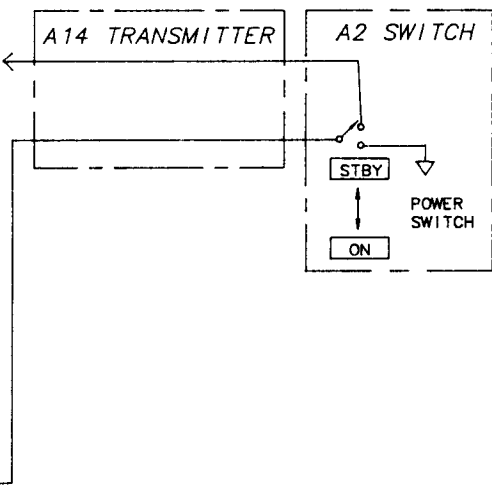 A14 TRANSMITTER
A2 SWITCH
STBY
POWER
SWITCH
ON